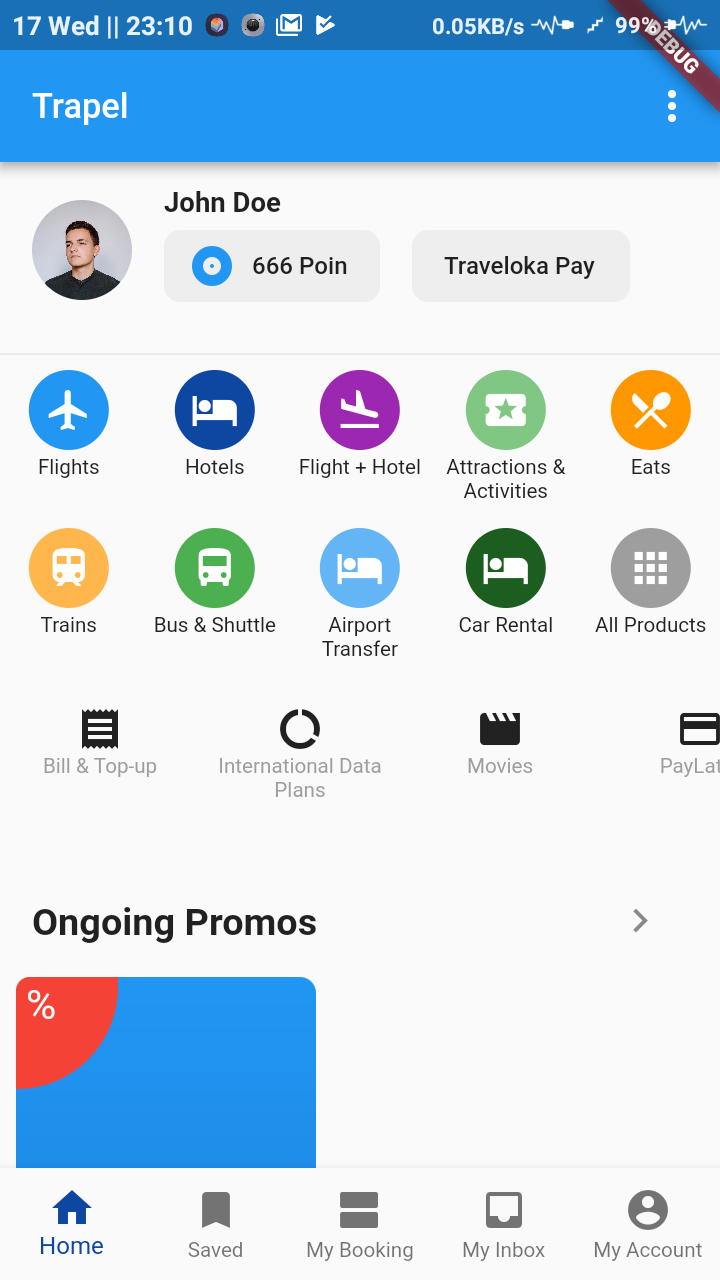 17 Wed || 23:10
0.05KB/s
99%
DEBUG
Trapel
John Doe
666 Poin
Traveloka Pay
Flights
Hotels
Flight + Hotel
Attractions &
Activities
Eats
Trains
Bus & Shuttle
Airport
Transfer
Car Rental
All Products
Bill & Top-up
International Data
Plans
Movies
PayLat
Ongoing Promos
%
Home
Saved
My Booking
My Inbox
My Account